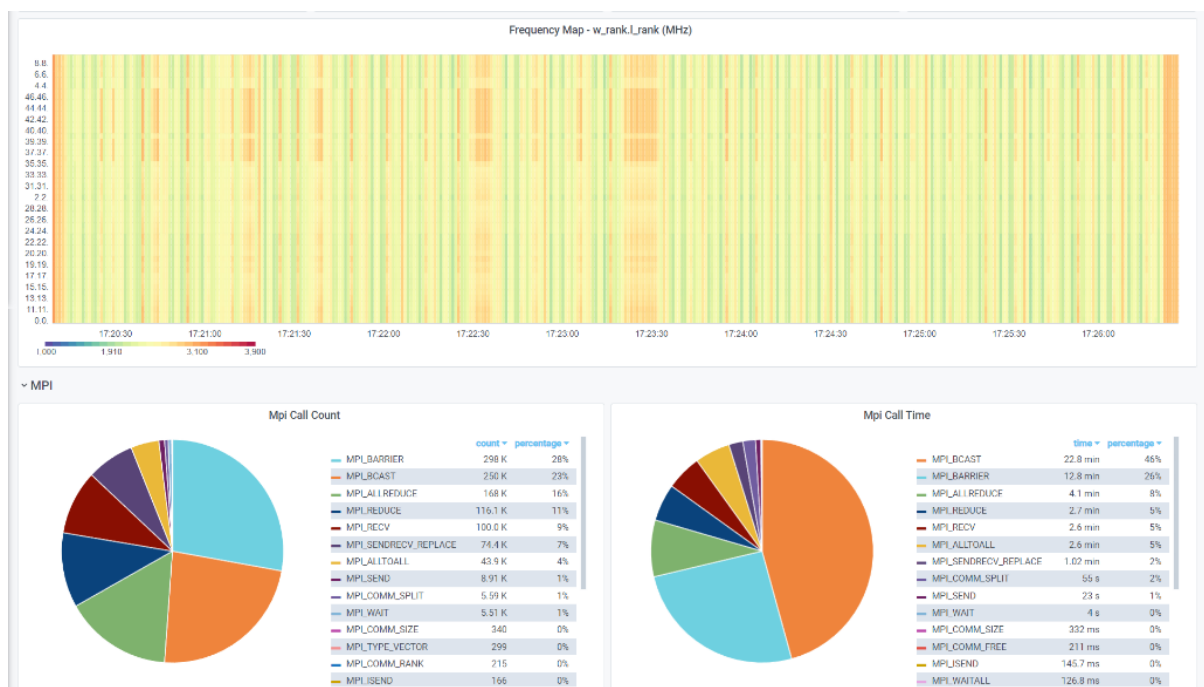 Frequency Map - w_rank.l_rank (MHz)
8.8.
6.6.
4.4
46.46.
44.44.
42.42.
40.40.
39.39.
37.37.
35.35.
33.33
31.31.
2.2
28.28.
26.26.
24.24.
22.22.
20.20.
19.19.
17.17
15.15.
13.13.
11.11.
0.0.
17:20:30 17:21:00 17:21:30 17:22:00 17:22:30 17:23:00 17:23:30 17:24:00 17:24:30 17:25:00 17:25:30 17:26:00
1.000 1.910 3.100 3.900
MPI
Mpi Call Count
count percentage
MPI_BARRIER 298 K 28%
MPI_BCAST 250 K 23%
MPI_ALLREDUCE 168 K 16%
MPI_REDUCE 116.1 K 11%
MPI_RECV 100.0 K 9%
MPI_SENDRECV_REPLACE 74.4 K 7%
MPI_ALLTOALL 43.9 K 4%
MPI_SEND 8.91 K 1%
MPI_COMM_SPLIT 5.59 K 1%
MPI_WAIT 5.51 K 1%
MPI_COMM_SIZE 340 0%
MPI_TYPE_VECTOR 299 0%
MPI_COMM_RANK 215 0%
MPI_ISEND 166 0%
Mpi Call Time
time percentage
MPI_BCAST 22.8 min 46%
MPI_BARRIER 12.8 min 26%
MPI_ALLREDUCE 4.1 min 8%
MPI_REDUCE 2.7 min 5%
MPI_RECV 2.6 min 5%
MPI_ALLTOALL 2.6 min 5%
MPI_SENDRECV_REPLACE 1.02 min 2%
MPI_COMM_SPLIT 55 s 2%
MPI_SEND 23 s 1%
MPI_WAIT 4 s 0%
MPI_COMM_SIZE 332 ms 0%
MPI_COMM_FREE 211 ms 0%
MPI_ISEND 145.7 ms 0%
MPI_WAITALL 126.8 ms 0%